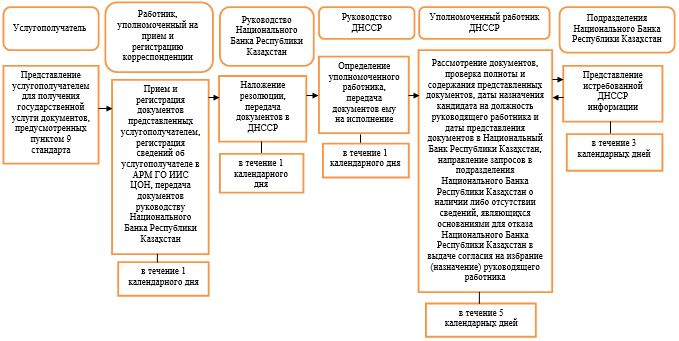 Услугополучатель
Работник,
уполномоченный на
прием и
регистрацию
корреспонденции
Руководство
Национального
Банка Республики
Казахстан
Руководство
ДНССР
Уполномоченный работник
ДНССР
Подразделения
Национального Банка
Республики Казахстан
Представление
услугополучателем
для получения
государственной
услуги документов,
предусмотренных
пунктом 9
стандарта
Прием и
регистрация
документов
представленных
услугополучателем,
регистрация
сведений об
услугополучателе в
АРМ ГО ИИС
ЦОН, передача
документов
руководству
Национального
Банка Республики
Казахстан
в течение 1
календарного дня
Наложение
резолюции,
передача
документов в
ДНССР
в течение 1
календарного
дня
Определение
уполномоченного
работника,
передача
документов ему
на исполнение
в течение 1
календарного дня
Рассмотрение документов,
проверка полноты и
содержания представленных
документов, даты назначения
кандидата на должность
руководящего работника и
даты представления
документов в Национальный
Банк Республики Казахстан,
направление запросов в
подразделения
Национального Банка
Республики Казахстан о
наличии либо отсутствии
сведений, являющихся
основаниями для отказа
Национального Банка
Республики Казахстан в
выдаче согласия на избрание
(назначение) руководящего
работника
в течение 5
календарных дней
Представление
истребованной
ДНССР
информации
в течение 3
календарных дней